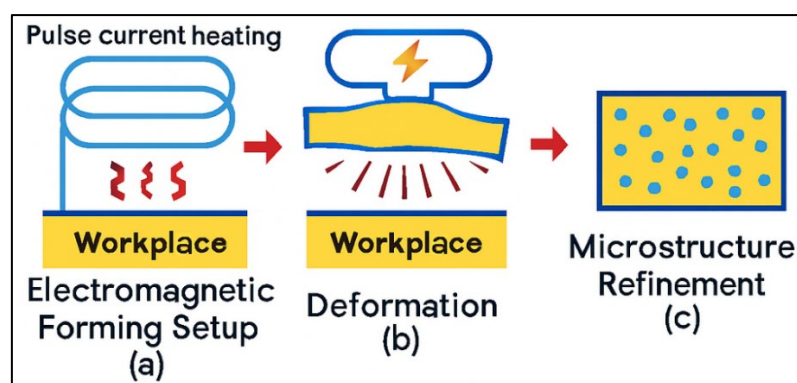 Pulse current heating
Workplace
Electromagnetic
Forming Setup
(a)
Workplace
Deformation
(b)
Microstructure
Refinement
(c)